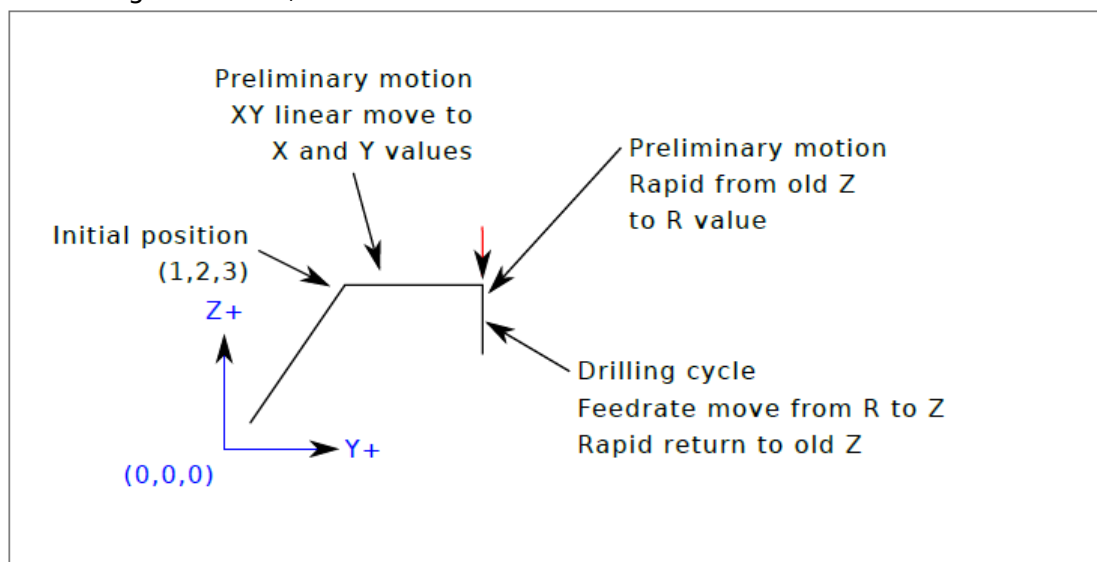 Preliminary motion
XY linear move to
X and Y values
Preliminary motion
Rapid from old Z
to R value
Initial position
(1,2,3)
Z+
Drilling cycle
Feedrate move from R to Z
Rapid return to old Z
Y+
(0,0,0)